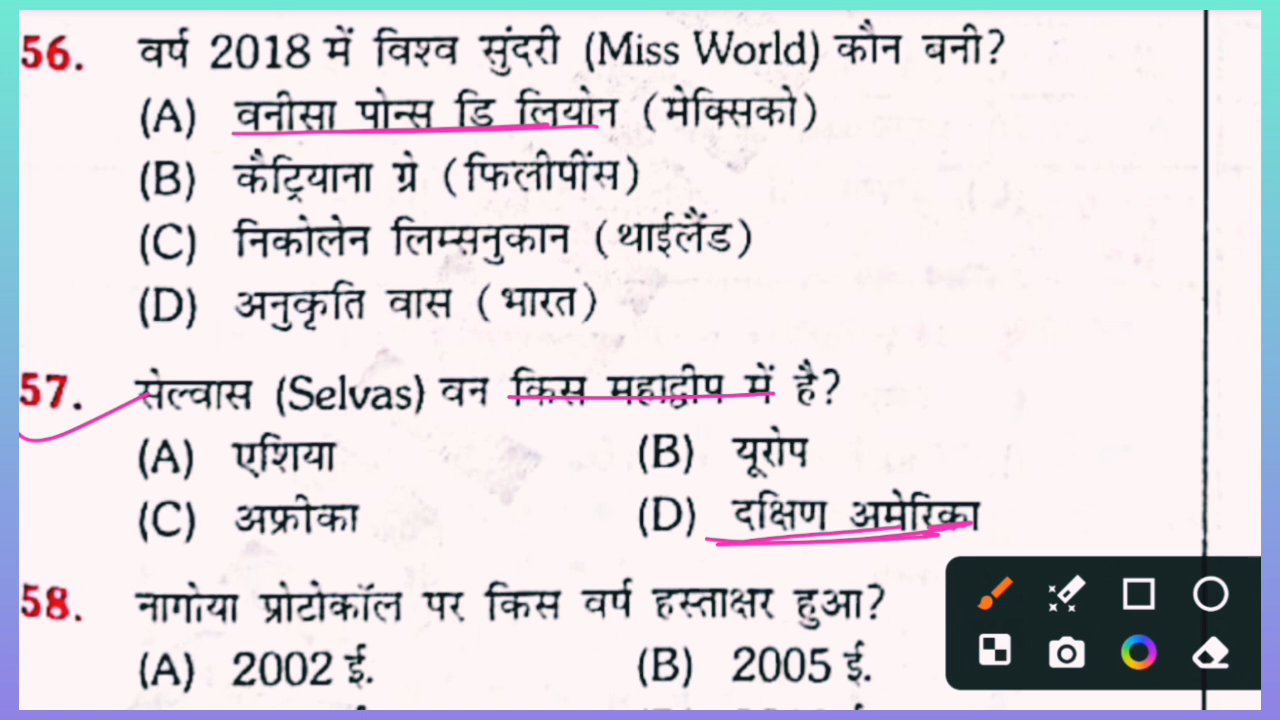 56. वर्ष 2018 में विश्व सुंदरी (Miss World) कौन बनी?
(A) वनीसा पोन्स डि लियोन (मेक्सिको)
(B) कैट्रियाना ग्रे (फिलीपींस)
(C) निकोलेन लिम्सनुकान (थाईलैंड)
(D) अनुकृति वास (भारत)
57. सेल्वास (Selvas) वन किस महाद्वीप में है?
(A) एशिया (B) यूरोप
(C) अफ्रीका (D) दक्षिण अमेरिका
58. नागोया प्रोटोकॉल पर किस वर्ष हस्ताक्षर हुआ?
(A) 2002 ई. (B) 2005 ई.